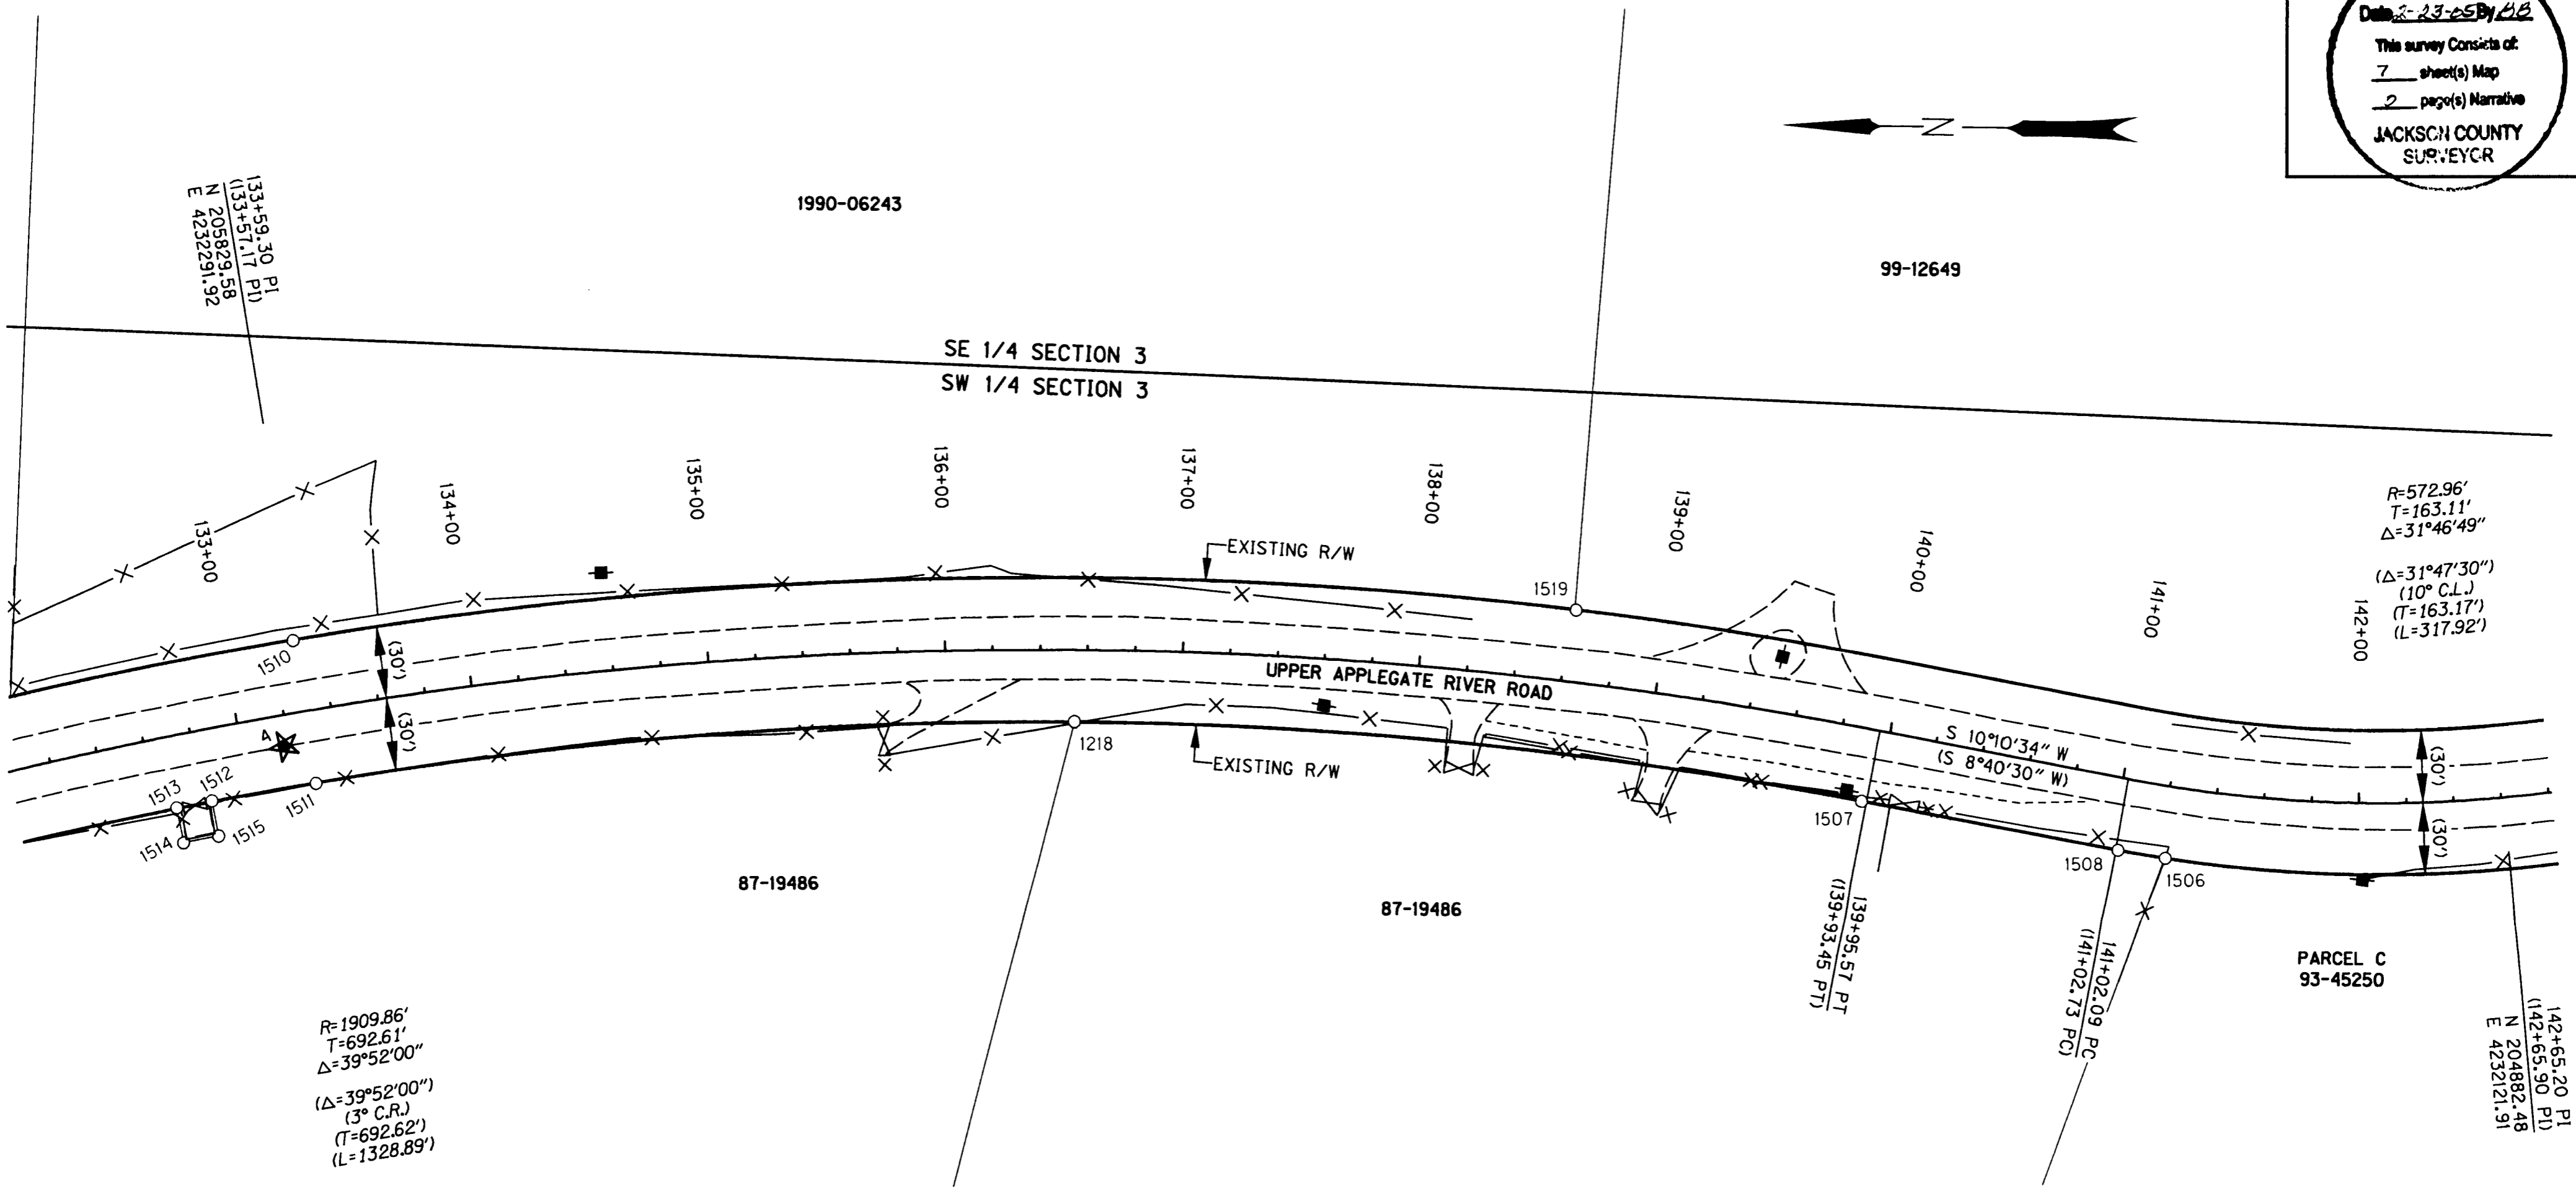 Date 2-23-05 By
This survey Consists of:
7 sheet(s) Map
2 page(s) Narrative
JACKSON COUNTY
SURVEYOR
N
133+59.30 PI
(133+57.17 PI)
N 205829.58
E 4232291.92
1990-06243
99-12649
SE 1/4 SECTION 3
SW 1/4 SECTION 3
133+00
134+00
135+00
136+00
137+00
138+00
139+00
140+00
141+00
142+00
R=572.96'
T=163.11'
Δ=31°46'49"
(Δ=31°47'30")
(10° C.L.)
(T=163.17')
(L=317.92')
EXISTING R/W
1519
1510
(30')
(30')
UPPER APPLEGATE RIVER ROAD
S 10°10'34" W
(S 8°40'30" W)
(30')
(30')
4
1513
1512
1511
1514
1515
1218
EXISTING R/W
1507
1508
1506
87-19486
87-19486
139+95.57 PT
(139+93.45 PT)
141+02.09 PC
(141+02.73 PC)
PARCEL C
93-45250
142+65.20 PI
(142+65.90 PI)
N 204882.48
E 4232121.91
R=1909.86'
T=692.61'
Δ=39°52'00"
(Δ=39°52'00")
(3° C.R.)
(T=692.62')
(L=1328.89')